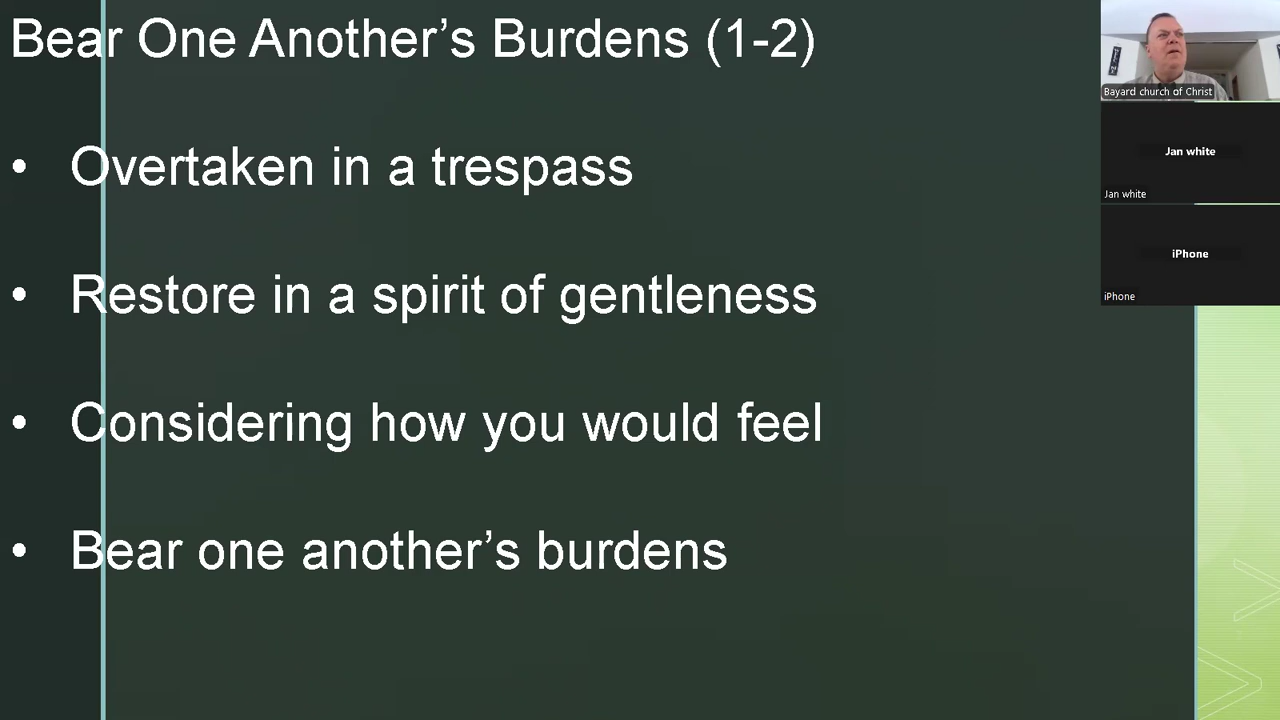 Bear One Another’s Burdens (1-2)
• Overtaken in a trespass
• Restore in a spirit of gentleness
• Considering how you would feel
• Bear one another’s burdens
Bayard church of Christ
Jan white
Jan white
iPhone
iPhone